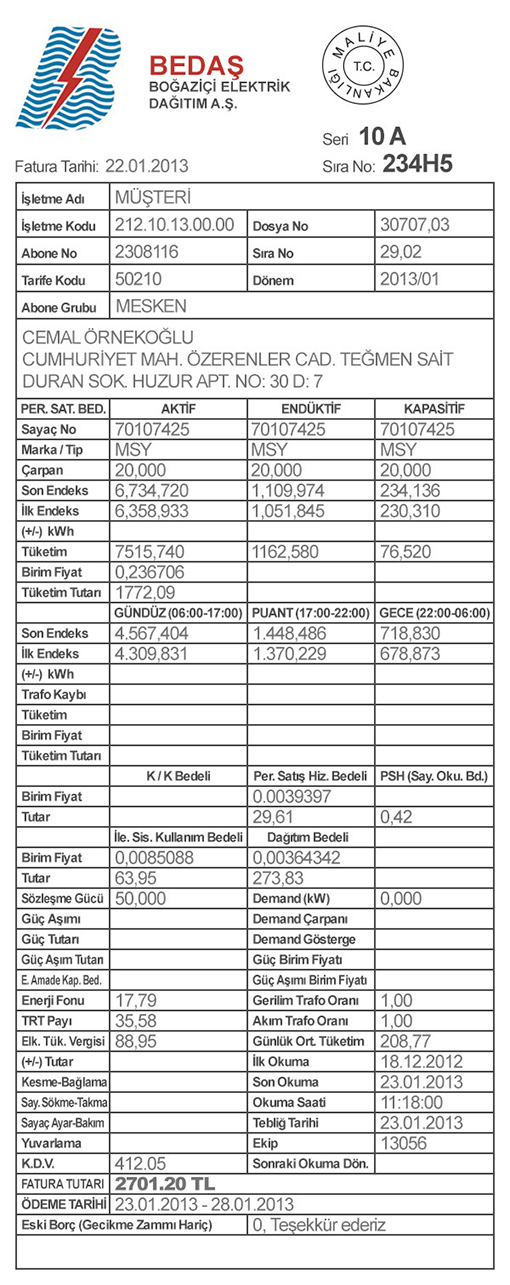 BEDAŞ
BOĞAZİÇİ ELEKTRİK
DAĞITIM A.Ş.
MALİYE BAKANLIĞI
T.C.
Seri 10 A
Fatura Tarihi: 22.01.2013 Sıra No: 234H5
İşletme Adı MÜŞTERİ
İşletme Kodu 212.10.13.00.00 Dosya No 30707,03
Abone No 2308116 Sıra No 29,02
Tarife Kodu 50210 Dönem 2013/01
Abone Grubu MESKEN
CEMAL ÖRNEKOĞLU
CUMHURİYET MAH. ÖZERENLER CAD. TEĞMEN SAİT
DURAN SOK. HUZUR APT. NO: 30 D: 7
PER. SAT. BED. AKTİF ENDÜKTİF KAPASİTİF
Sayaç No 70107425 70107425 70107425
Marka / Tip MSY MSY MSY
Çarpan 20,000 20,000 20,000
Son Endeks 6,734,720 1,109,974 234,136
İlk Endeks 6,358,933 1,051,845 230,310
(+/-) kWh
Tüketim 7515,740 1162,580 76,520
Birim Fiyat 0,236706
Tüketim Tutarı 1772,09
GÜNDÜZ (06:00-17:00) PUANT (17:00-22:00) GECE (22:00-06:00)
Son Endeks 4.567,404 1.448,486 718,830
İlk Endeks 4.309,831 1.370,229 678,873
(+/-) kWh
Trafo Kaybı
Tüketim
Birim Fiyat
Tüketim Tutarı
K / K Bedeli Per. Satış Hiz. Bedeli PSH (Say. Oku. Bd.)
Birim Fiyat 0.0039397
Tutar 29,61 0,42
İle. Sis. Kullanım Bedeli Dağıtım Bedeli
Birim Fiyat 0,0085088 0,00364342
Tutar 63,95 273,83
Sözleşme Gücü 50,000 Demand (kW) 0,000
Güç Aşımı Demand Çarpanı
Güç Tutarı Demand Gösterge
Güç Aşım Tutarı Güç Birim Fiyatı
E. Amade Kap. Bed. Güç Aşımı Birim Fiyatı
Enerji Fonu 17,79 Gerilim Trafo Oranı 1,00
TRT Payı 35,58 Akım Trafo Oranı 1,00
Elk. Tük. Vergisi 88,95 Günlük Ort. Tüketim 208,77
(+/-) Tutar İlk Okuma 18.12.2012
Kesme-Bağlama Son Okuma 23.01.2013
Say. Sökme-Takma Okuma Saati 11:18:00
Sayaç Ayar-Bakım Tebliğ Tarihi 23.01.2013
Yuvarlama Ekip 13056
K.D.V. 412.05 Sonraki Okuma Dön.
FATURA TUTARI 2701.20 TL
ÖDEME TARİHİ 23.01.2013 - 28.01.2013
Eski Borç (Gecikme Zammı Hariç) 0, Teşekkür ederiz